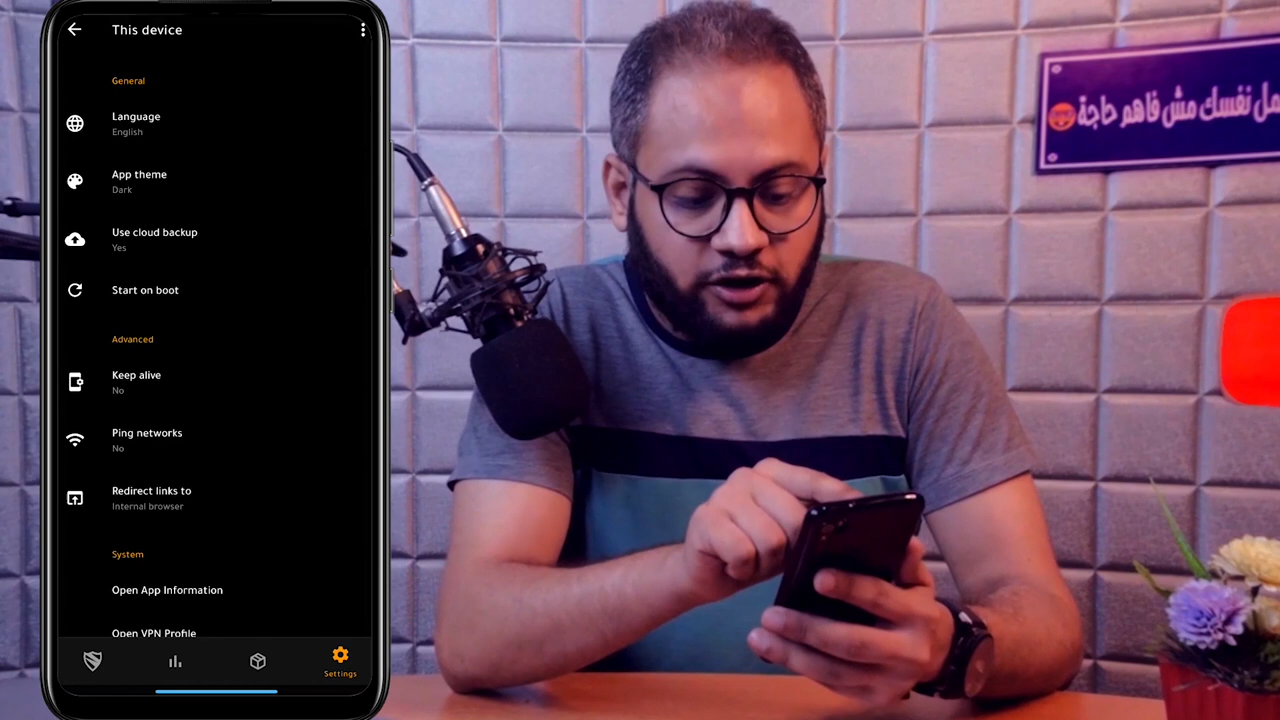 This device
General
Language
English
App theme
Dark
Use cloud backup
Yes
Start on boot
Advanced
Keep alive
No
Ping networks
No
Redirect links to
Internal browser
System
Open App Information
Open VPN Profile
Settings
نفسك مش فاهم حاجة